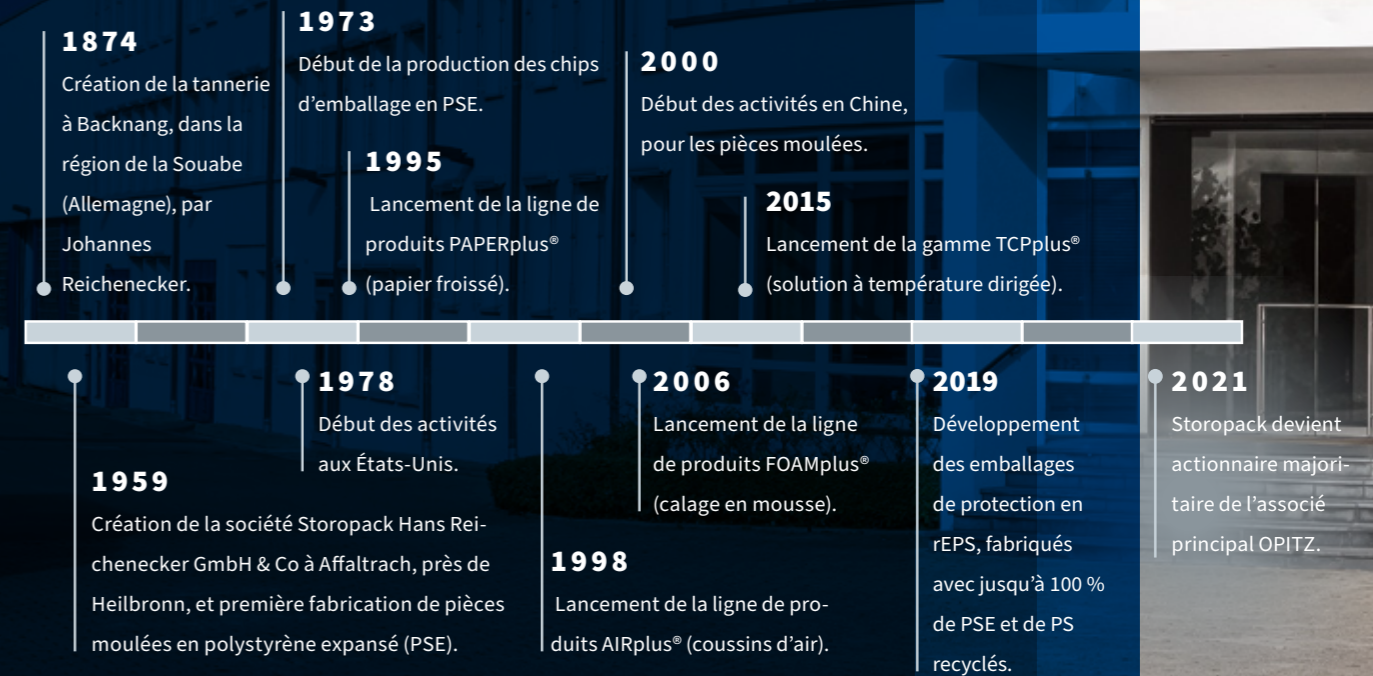 1874
Création de la tannerie
à Backnang, dans la
région de la Souabe
(Allemagne), par
Johannes
Reichenecker.
1973
Début de la production des chips
d’emballage en PSE.
1995
Lancement de la ligne de
produits PAPERplus®
(papier froissé).
2000
Début des activités en Chine,
pour les pièces moulées.
2015
Lancement de la gamme TCPplus®
(solution à température dirigée).
1959
Création de la société Storopack Hans Rei-
chenecker GmbH & Co à Affaltrach, près de
Heilbronn, et première fabrication de pièces
moulées en polystyrène expansé (PSE).
1978
Début des activités
aux États-Unis.
1998
Lancement de la ligne de pro-
duits AIRplus® (coussins d’air).
2006
Lancement de la ligne
de produits FOAMplus®
(calage en mousse).
2019
Développement
des emballages
de protection en
rEPS, fabriqués
avec jusqu’à 100 %
de PSE et de PS
recyclés.
2021
Storopack devient
actionnaire majori-
taire de l’associé
principal OPITZ.